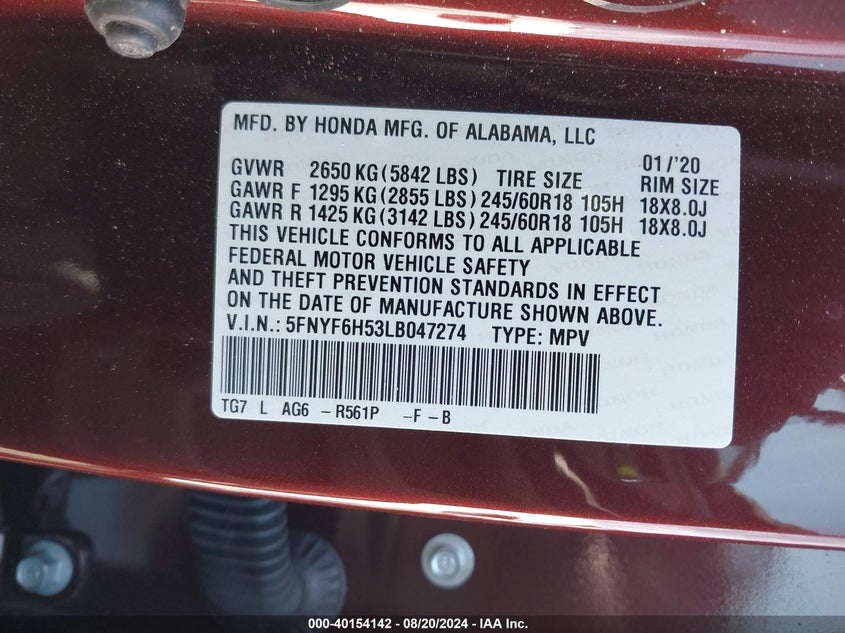 MFD. BY HONDA MFG. OF ALABAMA, LLC
01/'20
GVWR 2650 KG (5842 LBS) TIRE SIZE RIM SIZE
GAWR F 1295 KG (2855 LBS) 245/60R18 105H 18X8.0J
GAWR R 1425 KG (3142 LBS) 245/60R18 105H 18X8.0J
THIS VEHICLE CONFORMS TO ALL APPLICABLE
FEDERAL MOTOR VEHICLE SAFETY
AND THEFT PREVENTION STANDARDS IN EFFECT
ON THE DATE OF MANUFACTURE SHOWN ABOVE.
V.I.N.: 5FNYF6H53LB047274 TYPE: MPV
TG7 L AG6 -R561P -F-B
000-40154142 - 08/20/2024 - IAA Inc.